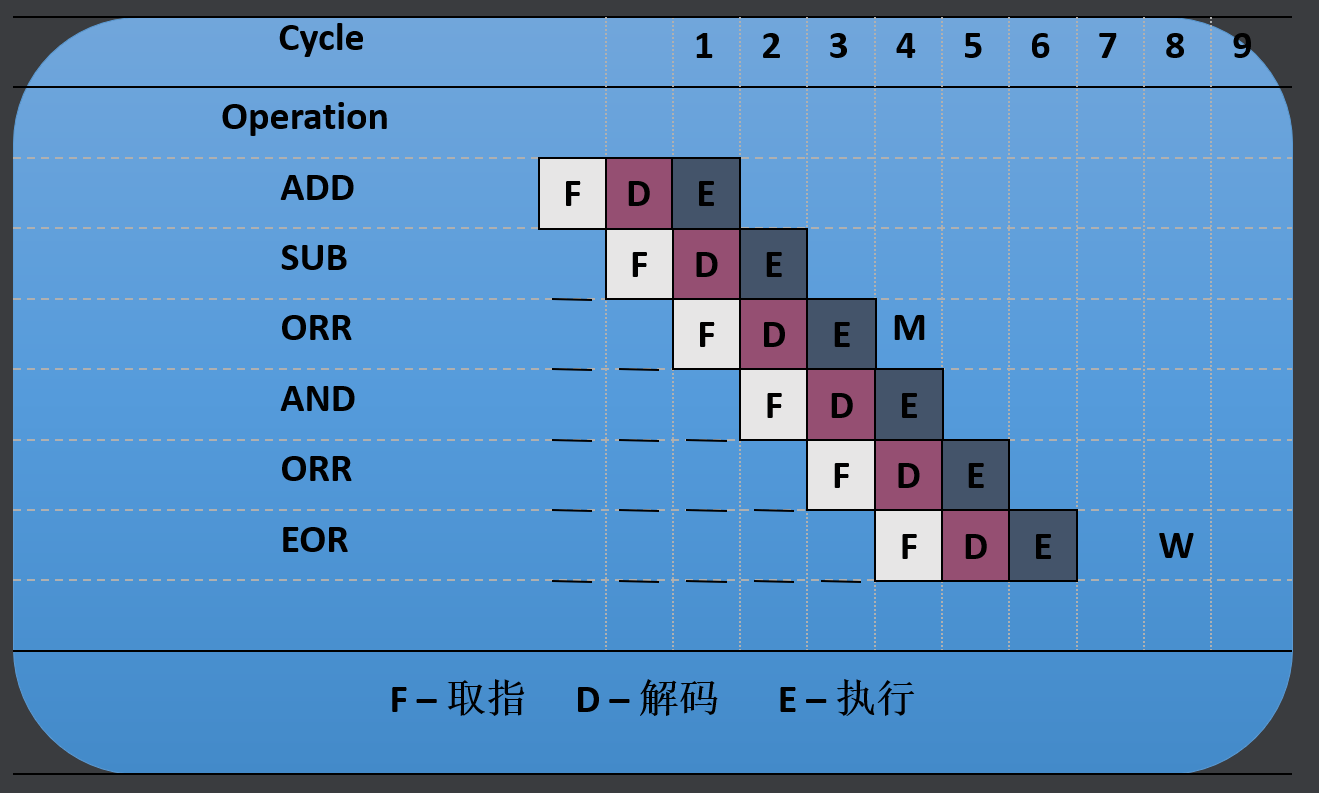 Cycle 1 2 3 4 5 6 7 8 9
Operation
ADD F D E
SUB F D E
ORR F D E M
AND F D E
ORR F D E
EOR F D E W
F – 取指 D – 解码 E – 执行